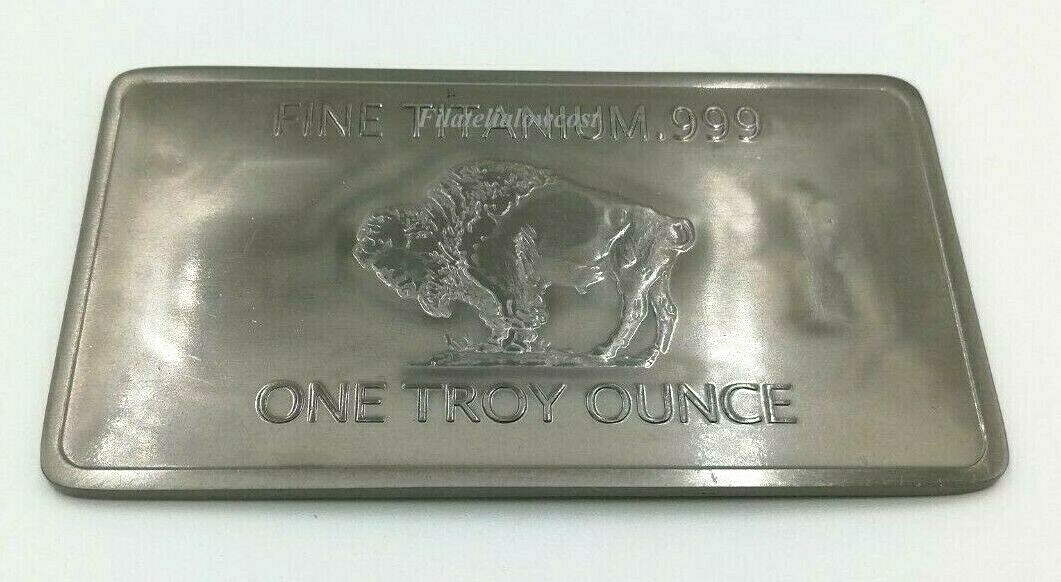 FINE TITANIUM.999
Filatelialowcost
ONE TROY OUNCE